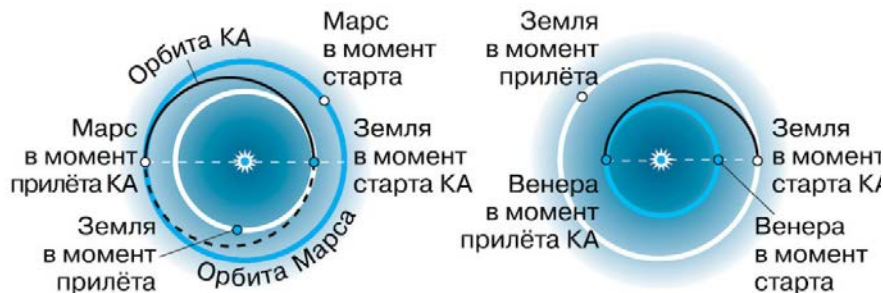 Марс
в момент
старта
Орбита КА
Марс
в момент
прилёта КА
Земля
в момент
старта КА
Земля
в момент
прилёта
Орбита Марса
Земля
в момент
прилёта
Земля
в момент
старта КА
Венера
в момент
прилёта КА
Венера
в момент
старта